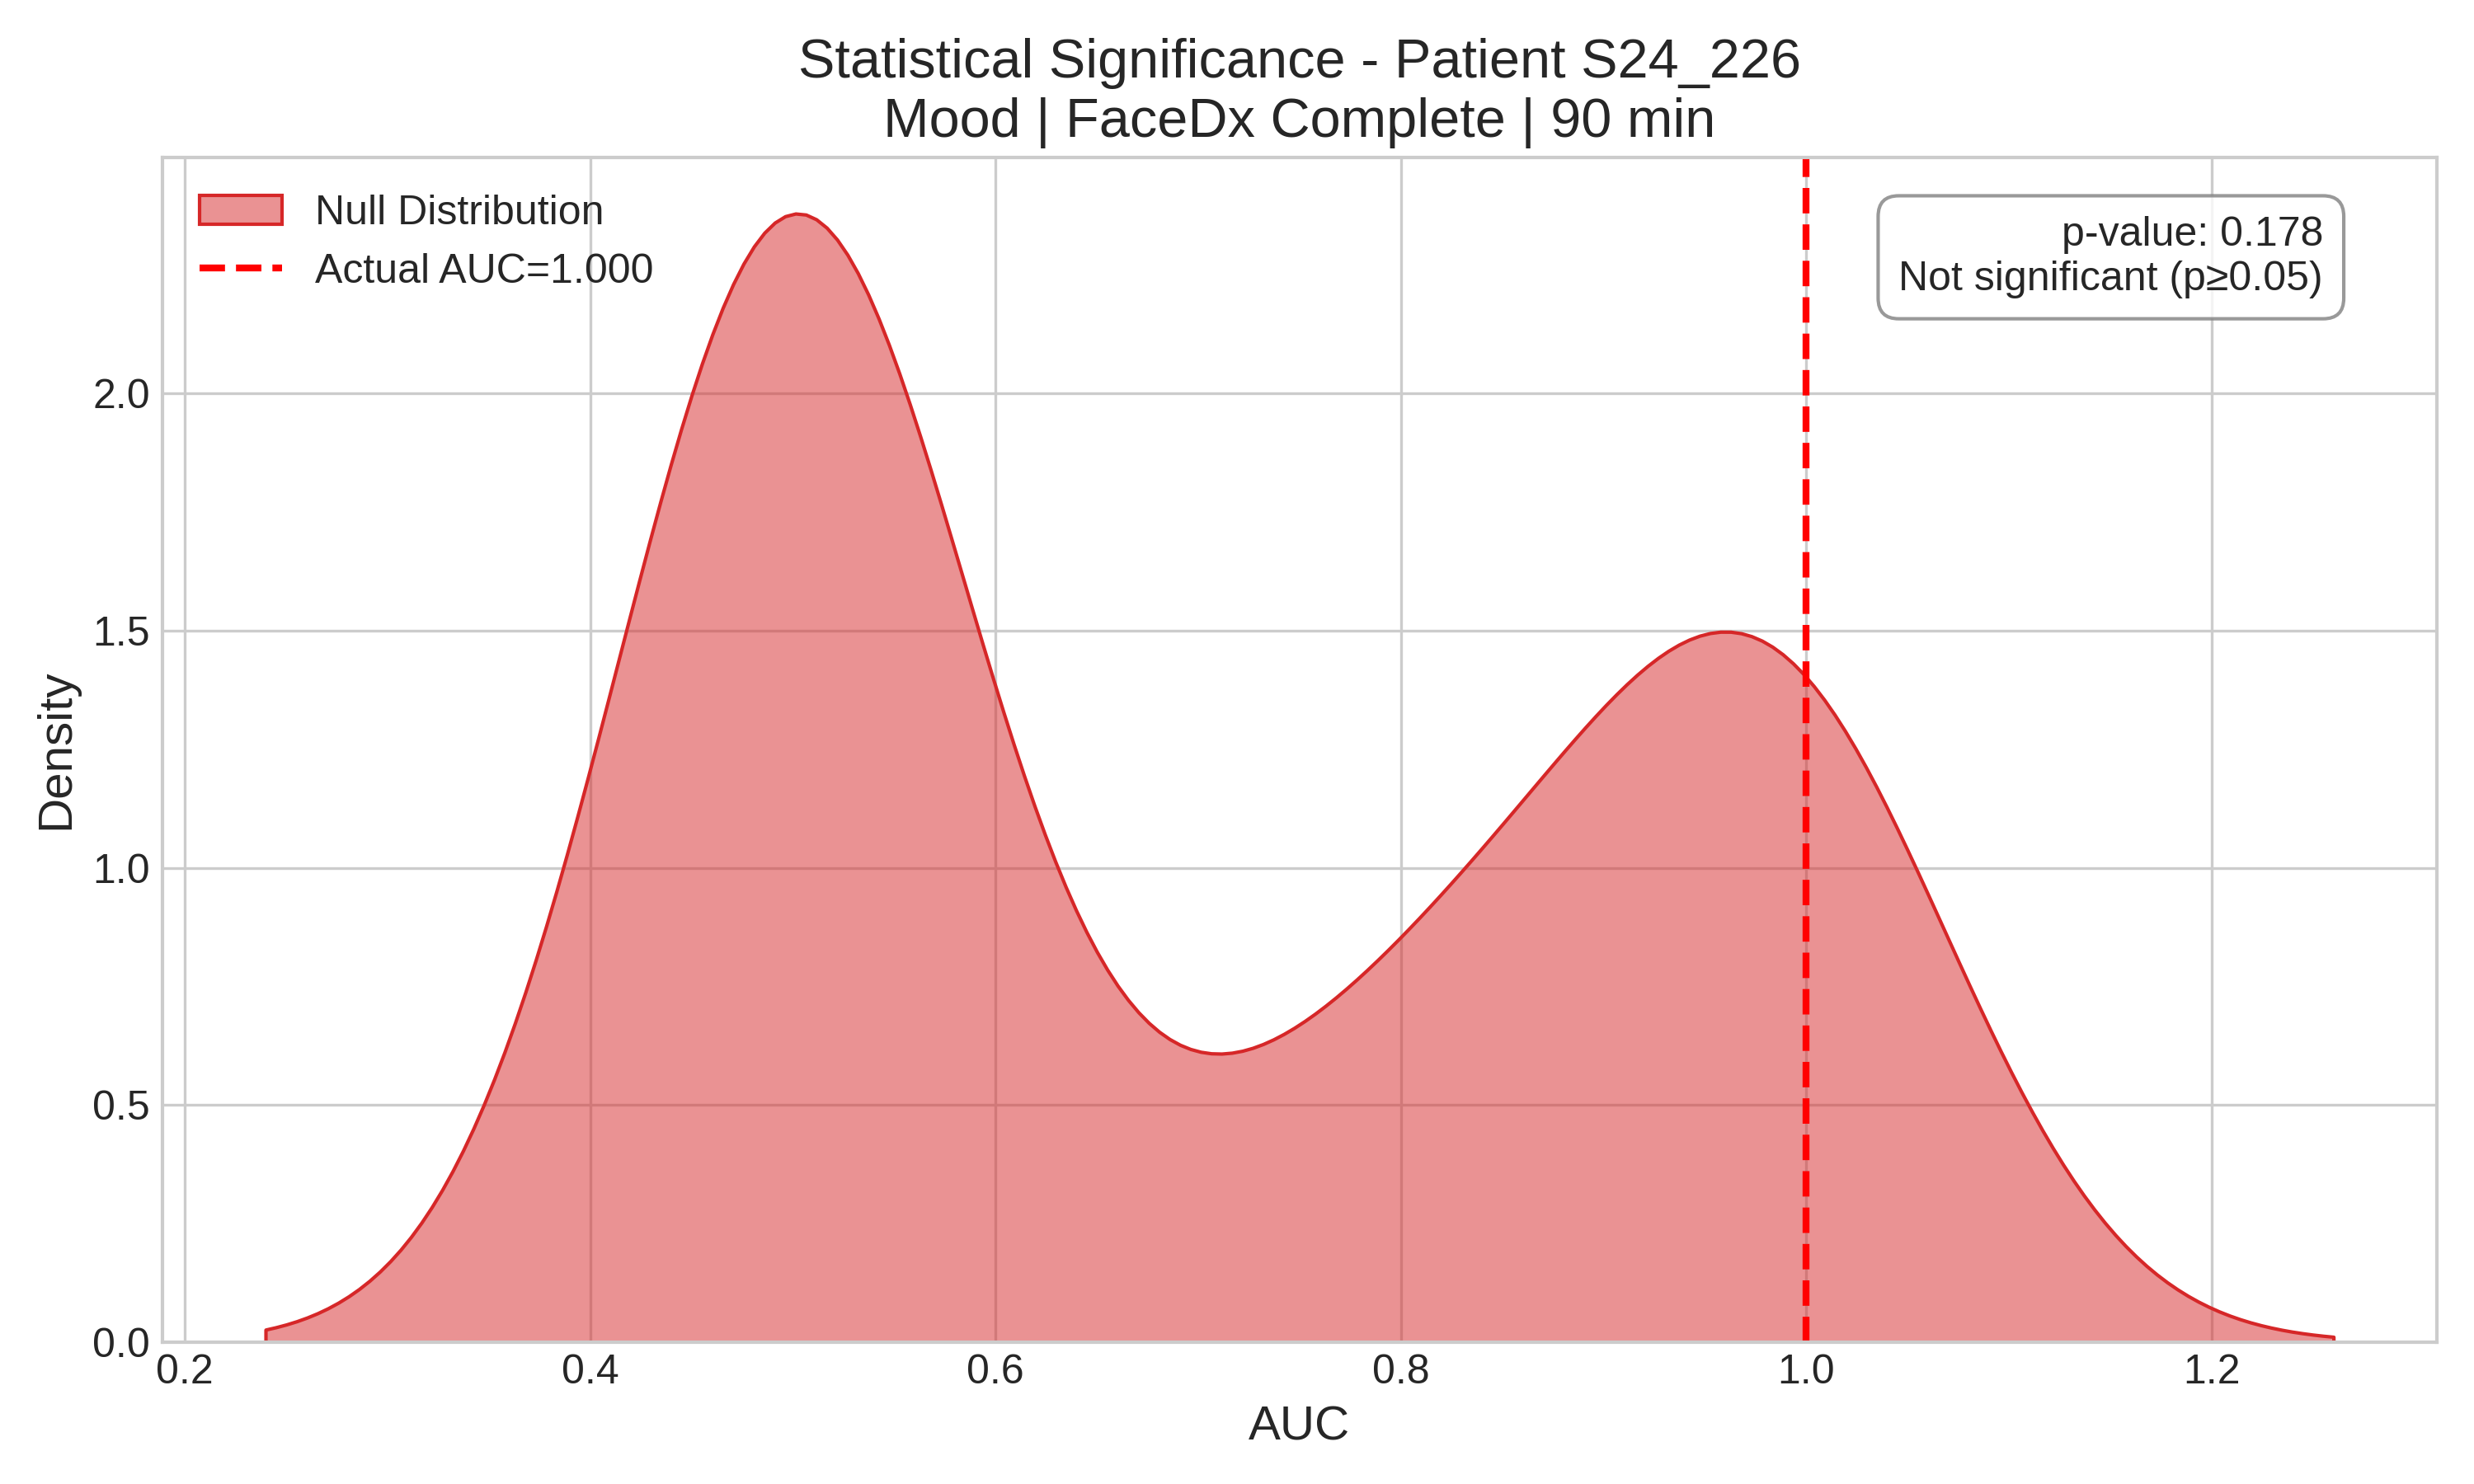 Statistical Significance - Patient S24_226
Mood | FaceDx Complete | 90 min
Null Distribution
Actual AUC=1.000
p-value: 0.178
Not significant (p≥0.05)
Density
2.0
1.5
1.0
0.5
0.0
0.2 0.4 0.6 0.8 1.0 1.2
AUC